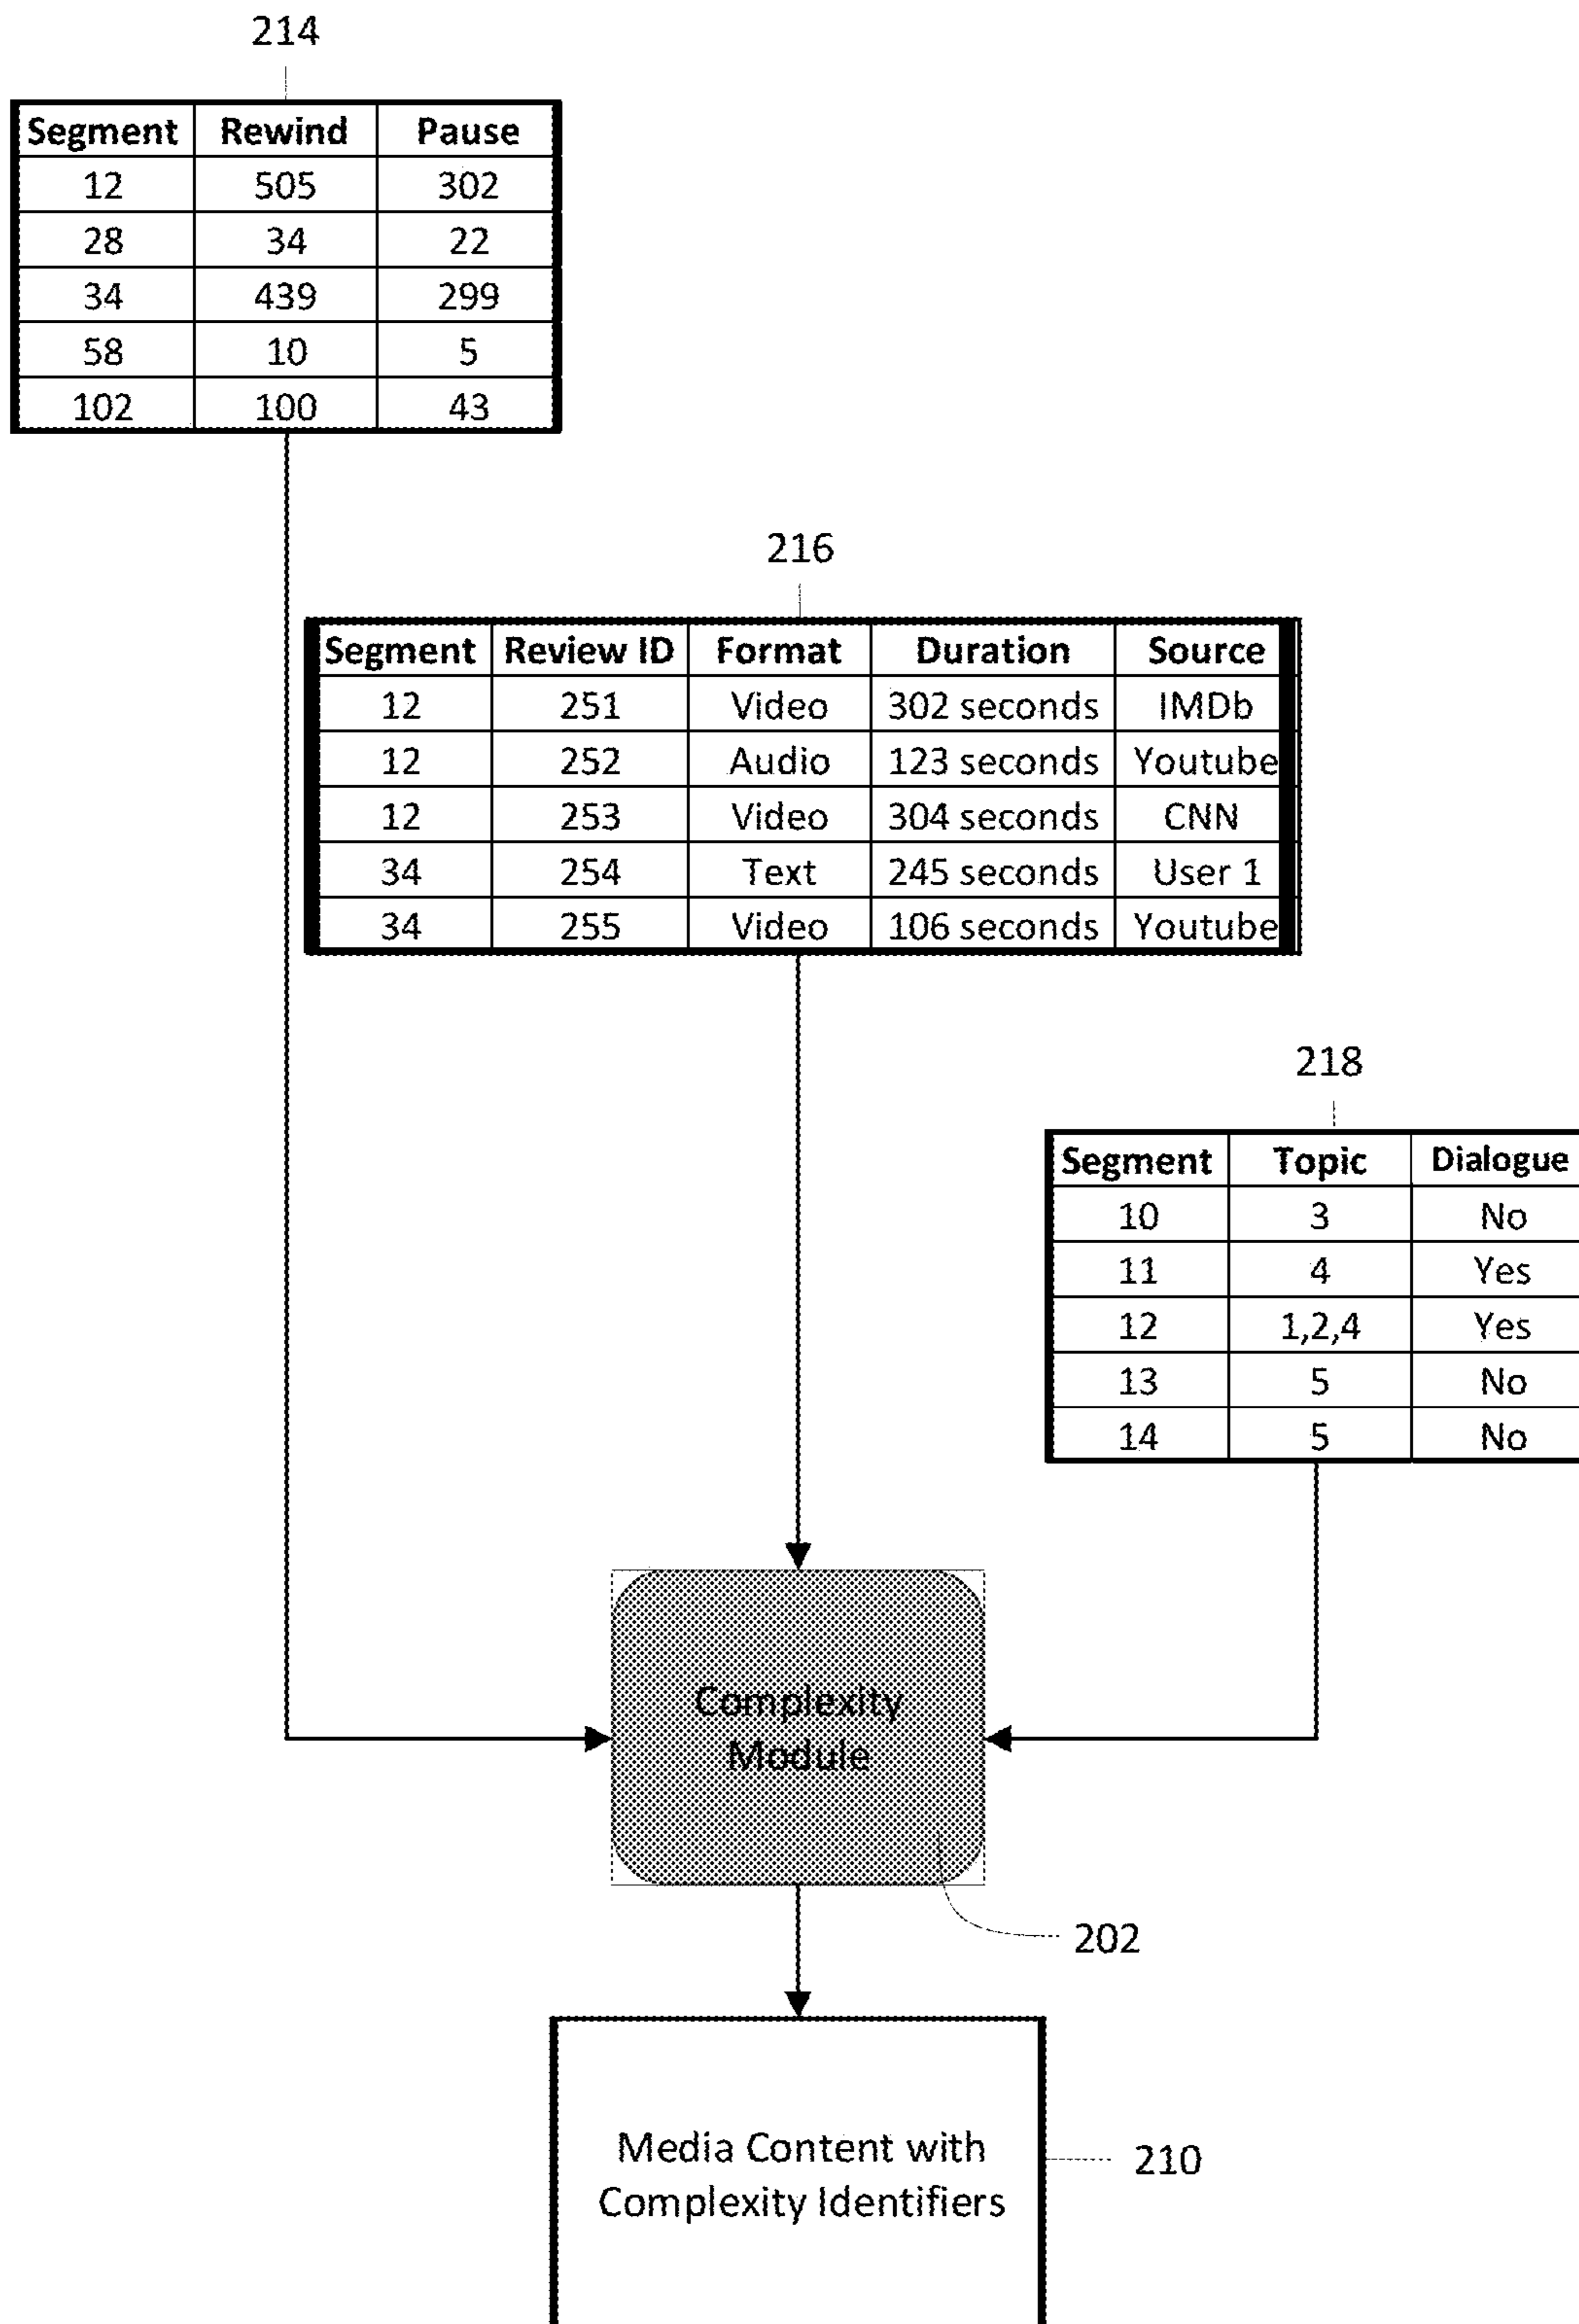 214
Segment Rewind Pause
12 505 302
28 34 22
34 439 299
58 10 5
102 100 43
216
Segment Review ID Format Duration Source
12 251 Video 302 seconds IMDb
12 252 Audio 123 seconds Youtube
12 253 Video 304 seconds CNN
34 254 Text 245 seconds User 1
34 255 Video 106 seconds Youtube
218
Segment Topic Dialogue
10 3 No
11 4 Yes
12 1,2,4 Yes
13 5 No
14 5 No
Complexity
Module
202
Media Content with
Complexity Identifiers
210